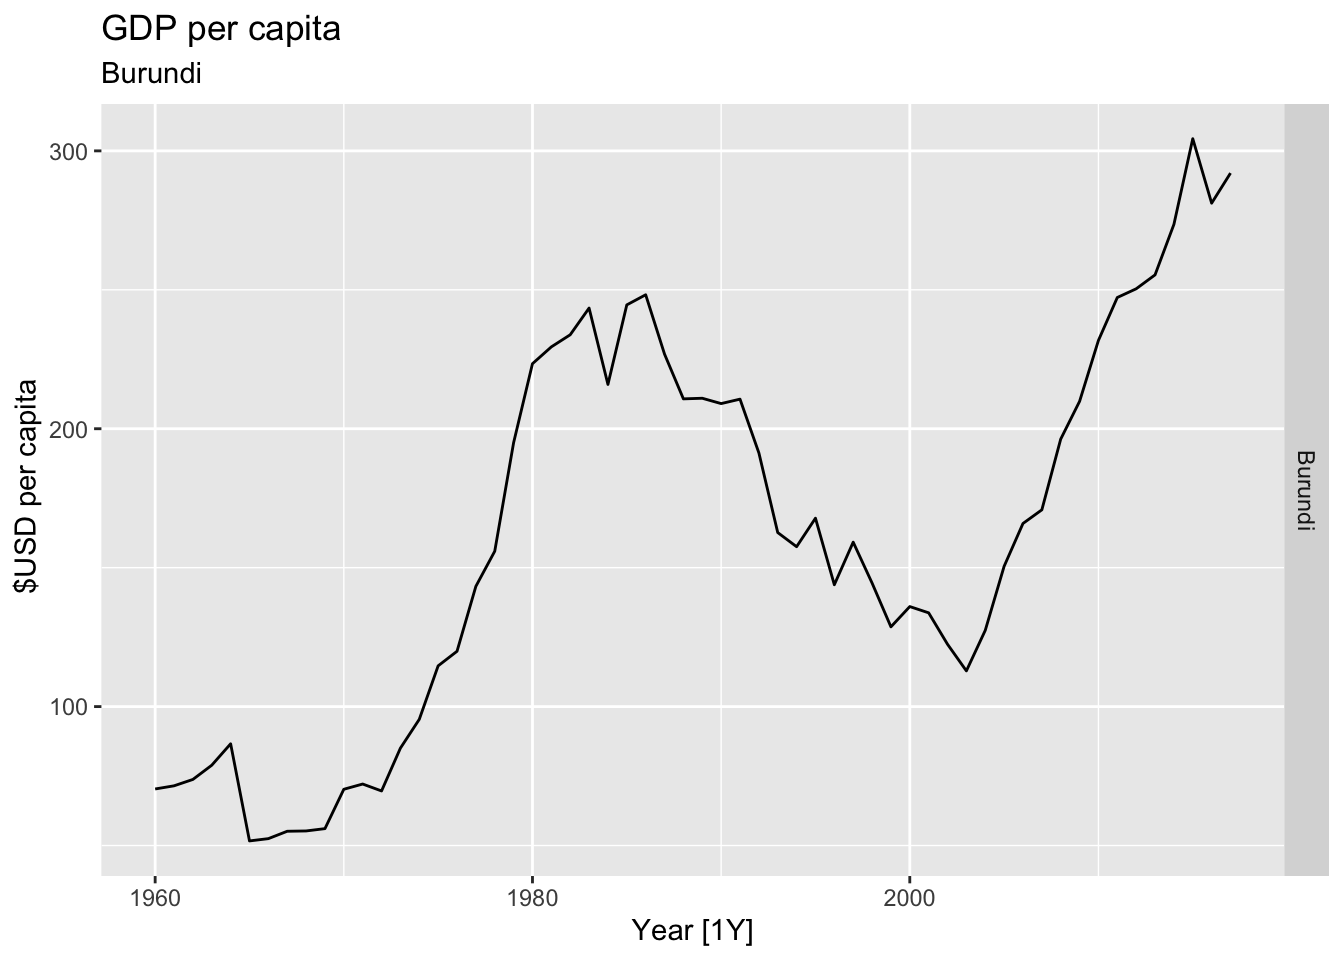 GDP per capita
Burundi
300
200
100
$USD per capita
Burundi
1960
1980
2000
Year [1Y]